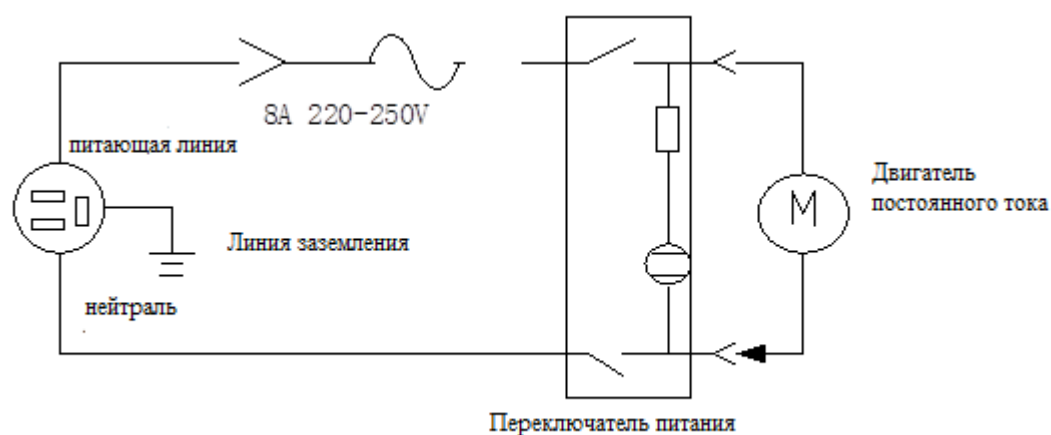 8A 220-250V
питающая линия
Двигатель
постоянного тока
M
Линия заземления
нейтраль
Переключатель питания